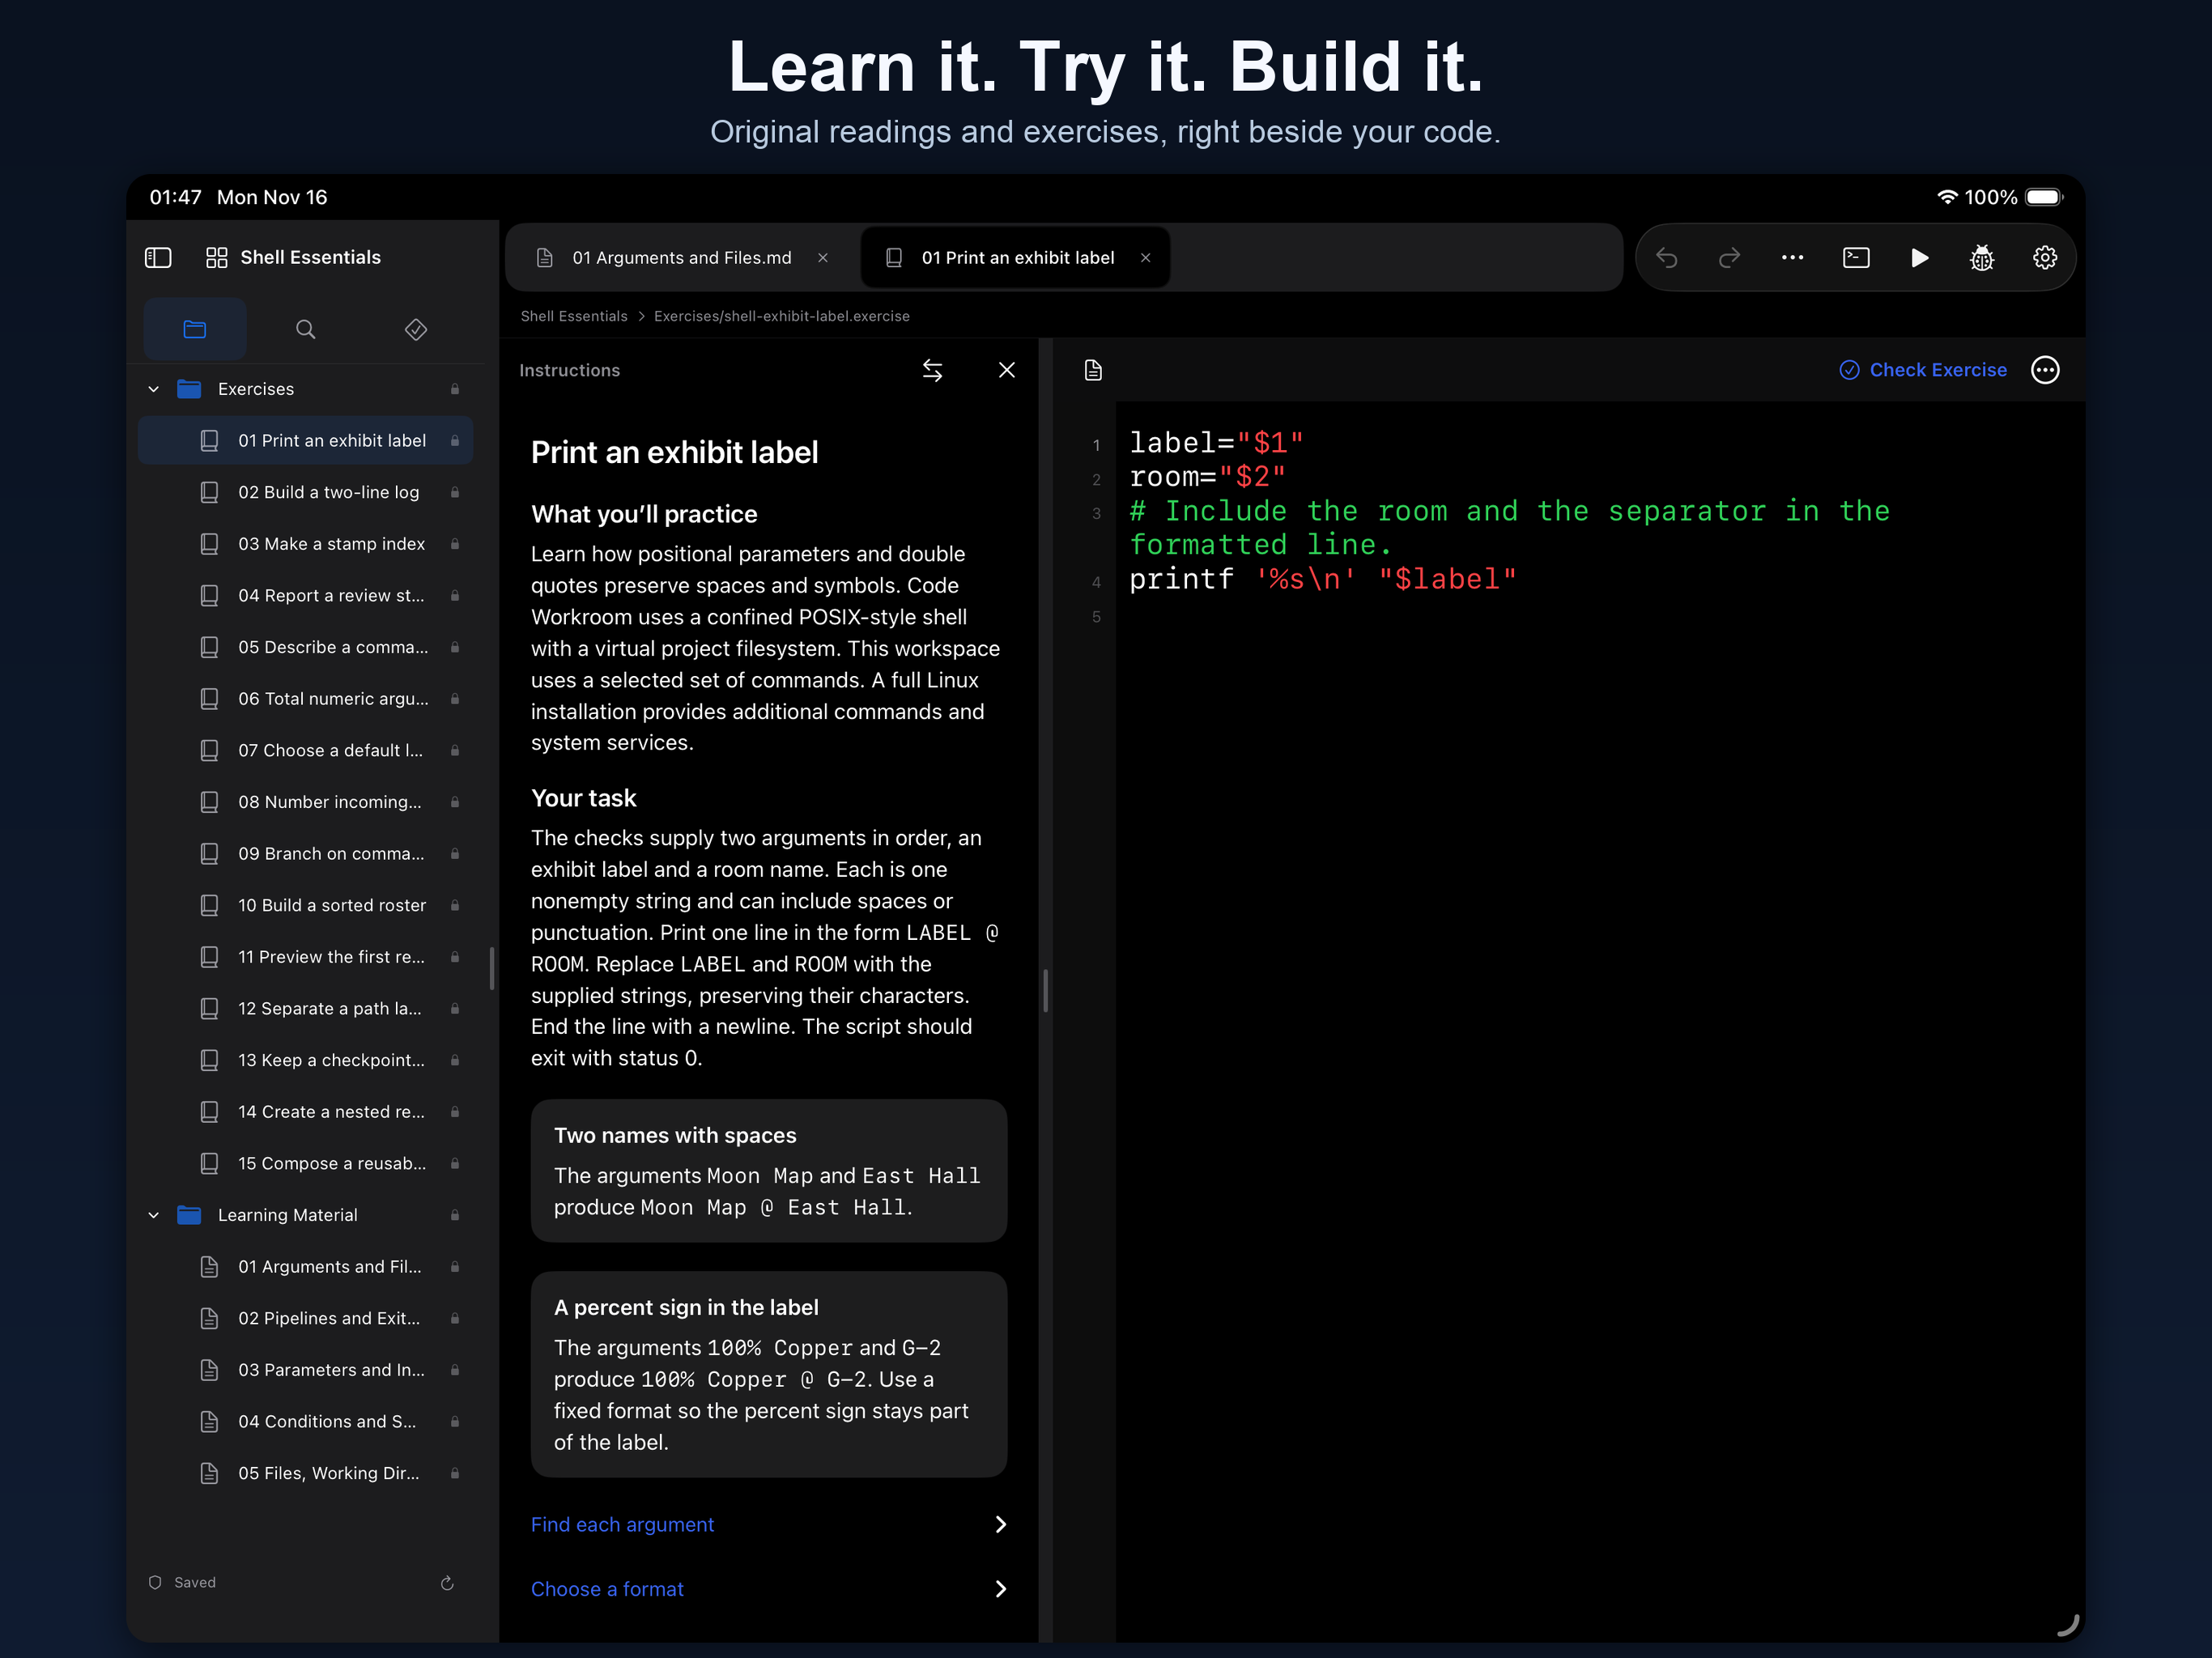 Learn it. Try it. Build it.
Original readings and exercises, right beside your code.
01:47 Mon Nov 16
100%
Shell Essentials
01 Arguments and Files.md
01 Print an exhibit label
Shell Essentials > Exercises/shell-exhibit-label.exercise
Exercises
01 Print an exhibit label
02 Build a two-line log
03 Make a stamp index
04 Report a review st...
05 Describe a comma...
06 Total numeric argu...
07 Choose a default l...
08 Number incoming...
09 Branch on comma...
10 Build a sorted roster
11 Preview the first re...
12 Separate a path la...
13 Keep a checkpoint...
14 Create a nested re...
15 Compose a reusab...
Learning Material
01 Arguments and Fil...
02 Pipelines and Exit...
03 Parameters and In...
04 Conditions and S...
05 Files, Working Dir...
Saved
Instructions
Print an exhibit label
What you’ll practice
Learn how positional parameters and double
quotes preserve spaces and symbols. Code
Workroom uses a confined POSIX-style shell
with a virtual project filesystem. This workspace
uses a selected set of commands. A full Linux
installation provides additional commands and
system services.
Your task
The checks supply two arguments in order, an
exhibit label and a room name. Each is one
nonempty string and can include spaces or
punctuation. Print one line in the form LABEL @
ROOM. Replace LABEL and ROOM with the
supplied strings, preserving their characters.
End the line with a newline. The script should
exit with status 0.
Two names with spaces
The arguments Moon Map and East Hall
produce Moon Map @ East Hall.
A percent sign in the label
The arguments 100% Copper and G-2
produce 100% Copper @ G-2. Use a
fixed format so the percent sign stays part
of the label.
Find each argument
Choose a format
Check Exercise
1 label="$1"
2 room="$2"
3 # Include the room and the separator in the
formatted line.
4 printf '%s\n' "$label"
5